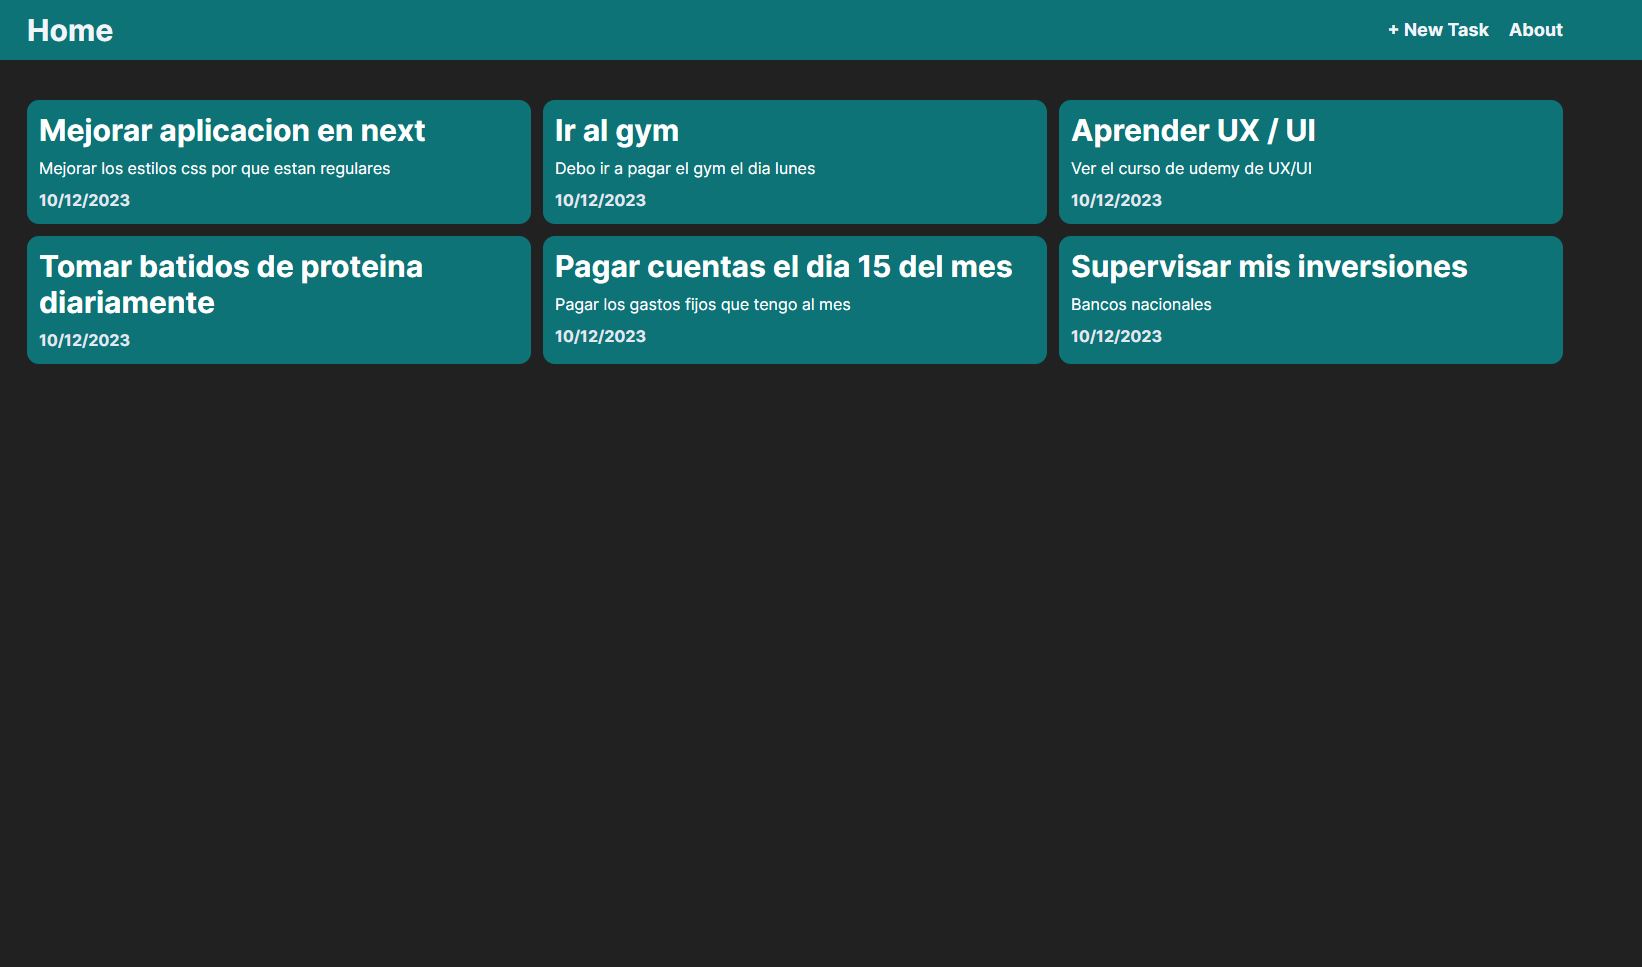 Home
+ New Task
About
Mejorar aplicacion en next
Mejorar los estilos css por que estan regulares
10/12/2023
Ir al gym
Debo ir a pagar el gym el dia lunes
10/12/2023
Aprender UX / UI
Ver el curso de udemy de UX/UI
10/12/2023
Tomar batidos de proteina
diariamente
10/12/2023
Pagar cuentas el dia 15 del mes
Pagar los gastos fijos que tengo al mes
10/12/2023
Supervisar mis inversiones
Bancos nacionales
10/12/2023